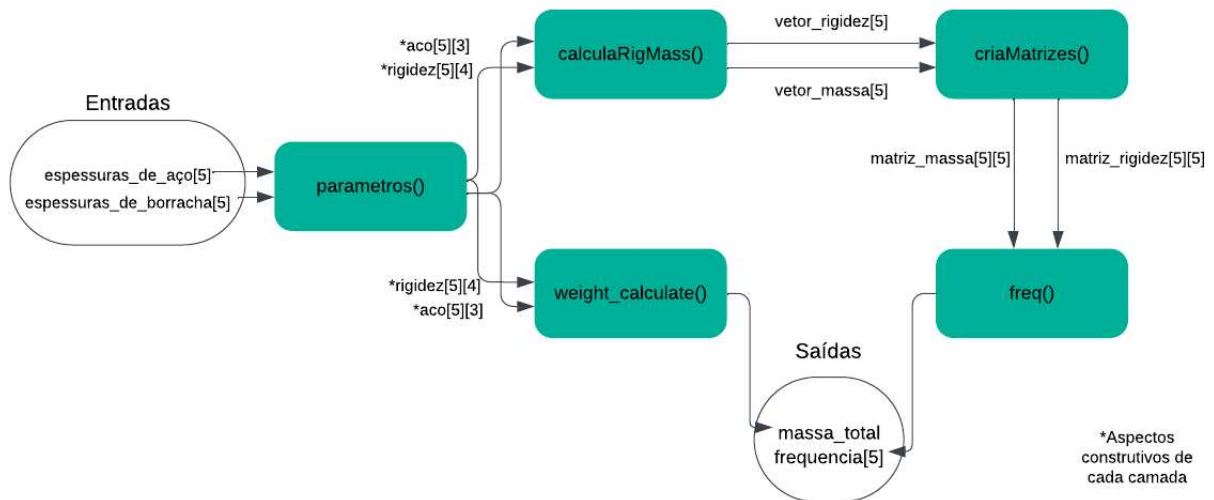 vetor_rigidez[5]
*aco[5][3]
calculaRigMass()
criaMatrizes()
*rigidez[5][4]
vetor_massa[5]
Entradas
matriz_massa[5][5]
matriz_rigidez[5][5]
espessuras_de_aço[5]
parametros()
espessuras_de_borracha[5]
*rigidez[5][4]
weight_calculate()
freq()
*aco[5][3]
Saídas
massa_total
frequencia[5]
*Aspectos
construtivos de
cada camada